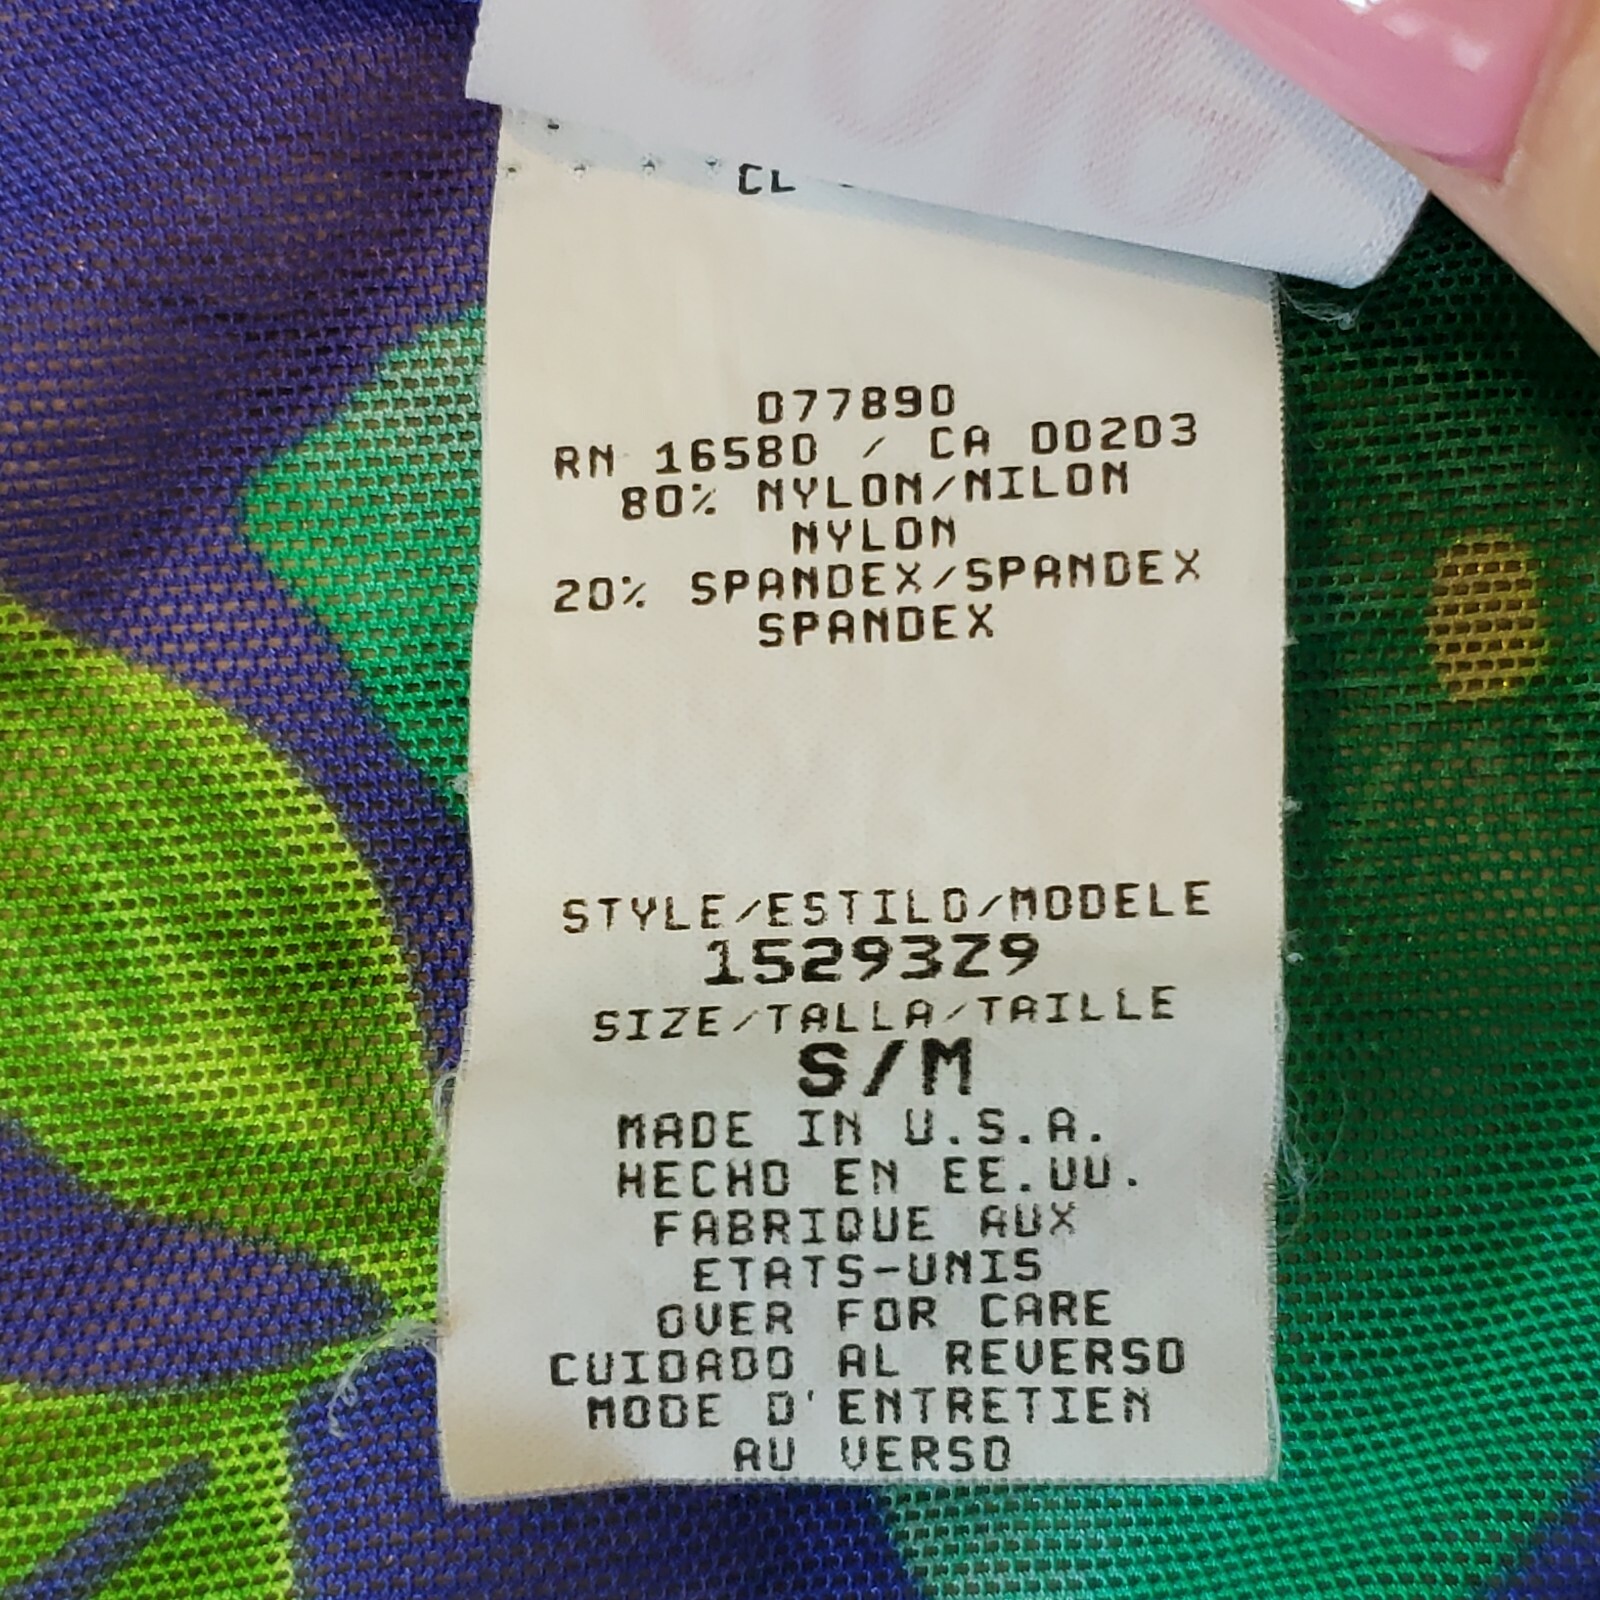 CL
077890
RN 16580 / CA 00203
80% NYLON/NILON
NYLON
20% SPANDEX/SPANDEX
SPANDEX
STYLE/ESTILO/MODELE
15293Z9
SIZE/TALLA/TAILLE
S/M
MADE IN U.S.A.
HECHO EN EE.UU.
FABRIQUE AUX
ETATS-UNIS
OVER FOR CARE
CUIDADO AL REVERSO
MODE D'ENTRETIEN
AU VERSO